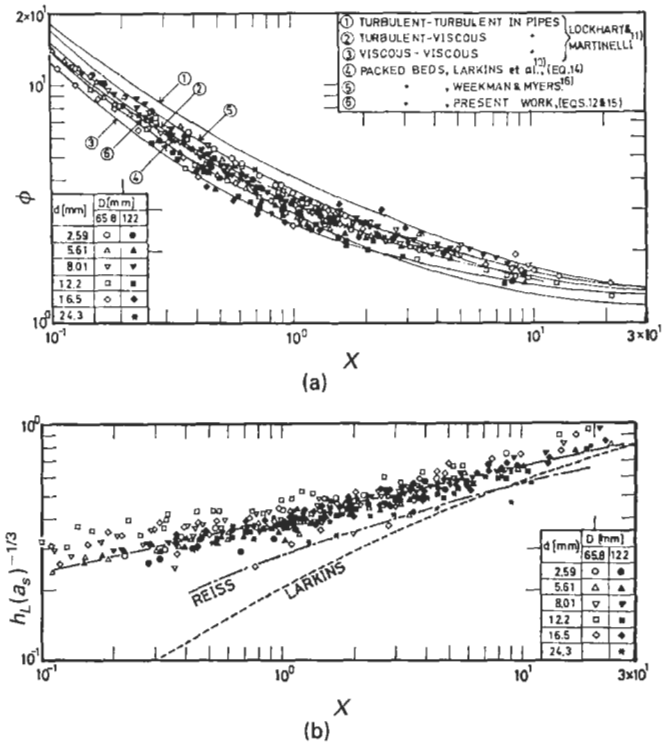 ① TURBULENT-TURBULENT IN PIPES
② TURBULENT-VISCOUS "
③ VISCOUS-VISCOUS "
LOCKHART & MARTINELLI 11)
④ PACKED BEDS, LARKINS et al., 13) (EQ.14)
⑤ " , WEEKMAN & MYERS 16)
⑥ " , PRESENT WORK, (EQS.12&15)
2×10¹
10¹
10⁰
ϕ
① ② ⑤ ③ ⑥ ④
d [mm] D [mm]
65.8 122
2.59 ○ ●
5.61 △ ▲
8.01 ▽ ▼
12.2 □ ■
16.5 ◇ ◆
24.3 ★
10⁻¹ 10⁰ 10¹ 3×10¹
X
(a)
10⁰
10⁻¹
h_L(a_s)^−1/3
REISS
LARKINS
d [mm] D [mm]
65.8 122
2.59 ○ ●
5.61 △ ▲
8.01 ▽ ▼
12.2 □ ■
16.5 ◇ ◆
24.3 ★
10⁻¹ 10⁰ 10¹ 3×10¹
X
(b)